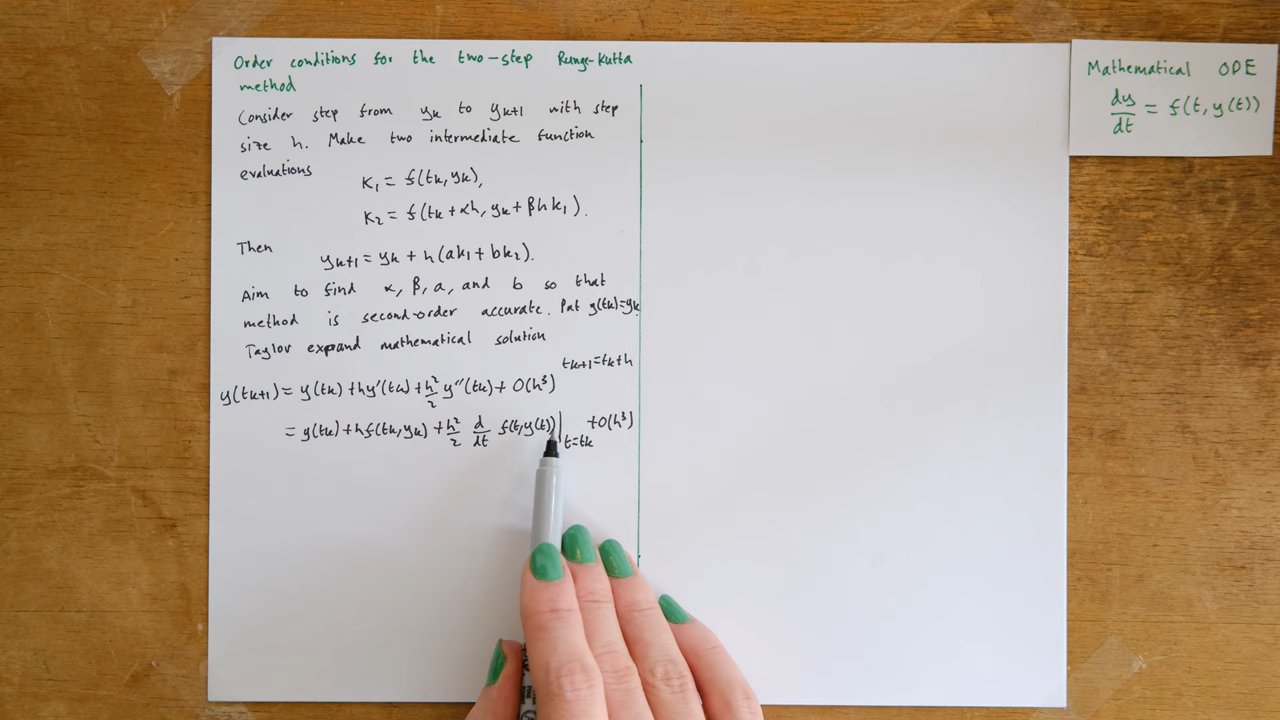 Order conditions for the two-step Runge-Kutta
method
Consider step from yₖ to yₖ₊₁ with step
size h. Make two intermediate function
evaluations
K₁ = f(tₖ, yₖ),
K₂ = f(tₖ + αh, yₖ + βhk₁).
Then
yₖ₊₁ = yₖ + h(ak₁ + bk₂).
Aim to find α, β, a, and b so that
method is second-order accurate. Put y(tₖ)=yₖ.
Taylor expand mathematical solution
tₖ₊₁ = tₖ + h
y(tₖ₊₁) = y(tₖ) + hy'(tₖ) + h²/2 y''(tₖ) + O(h³)
= y(tₖ) + hf(tₖ, yₖ) + h²/2 d/dt f(t, y(t))|t=tₖ + O(h³)
Mathematical ODE
dy/dt = f(t, y(t))